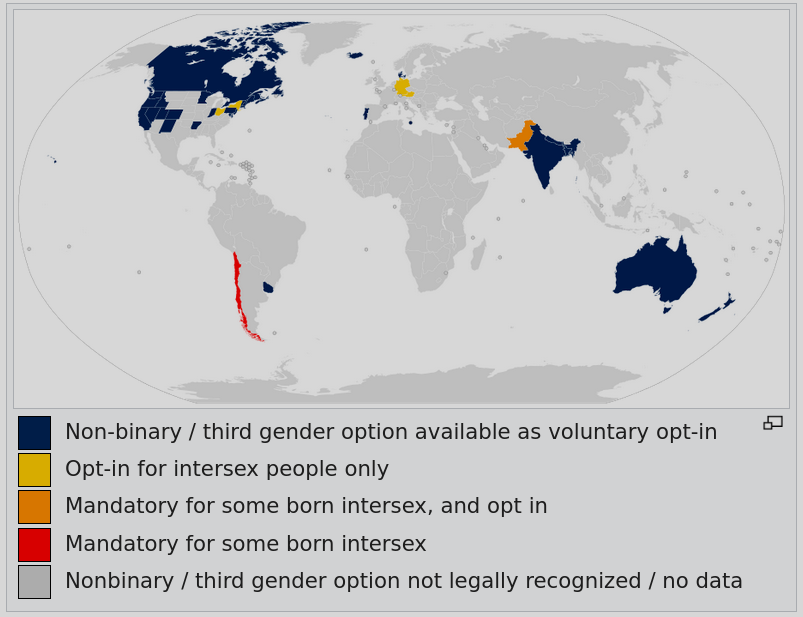 Non-binary / third gender option available as voluntary opt-in
Opt-in for intersex people only
Mandatory for some born intersex, and opt in
Mandatory for some born intersex
Nonbinary / third gender option not legally recognized / no data